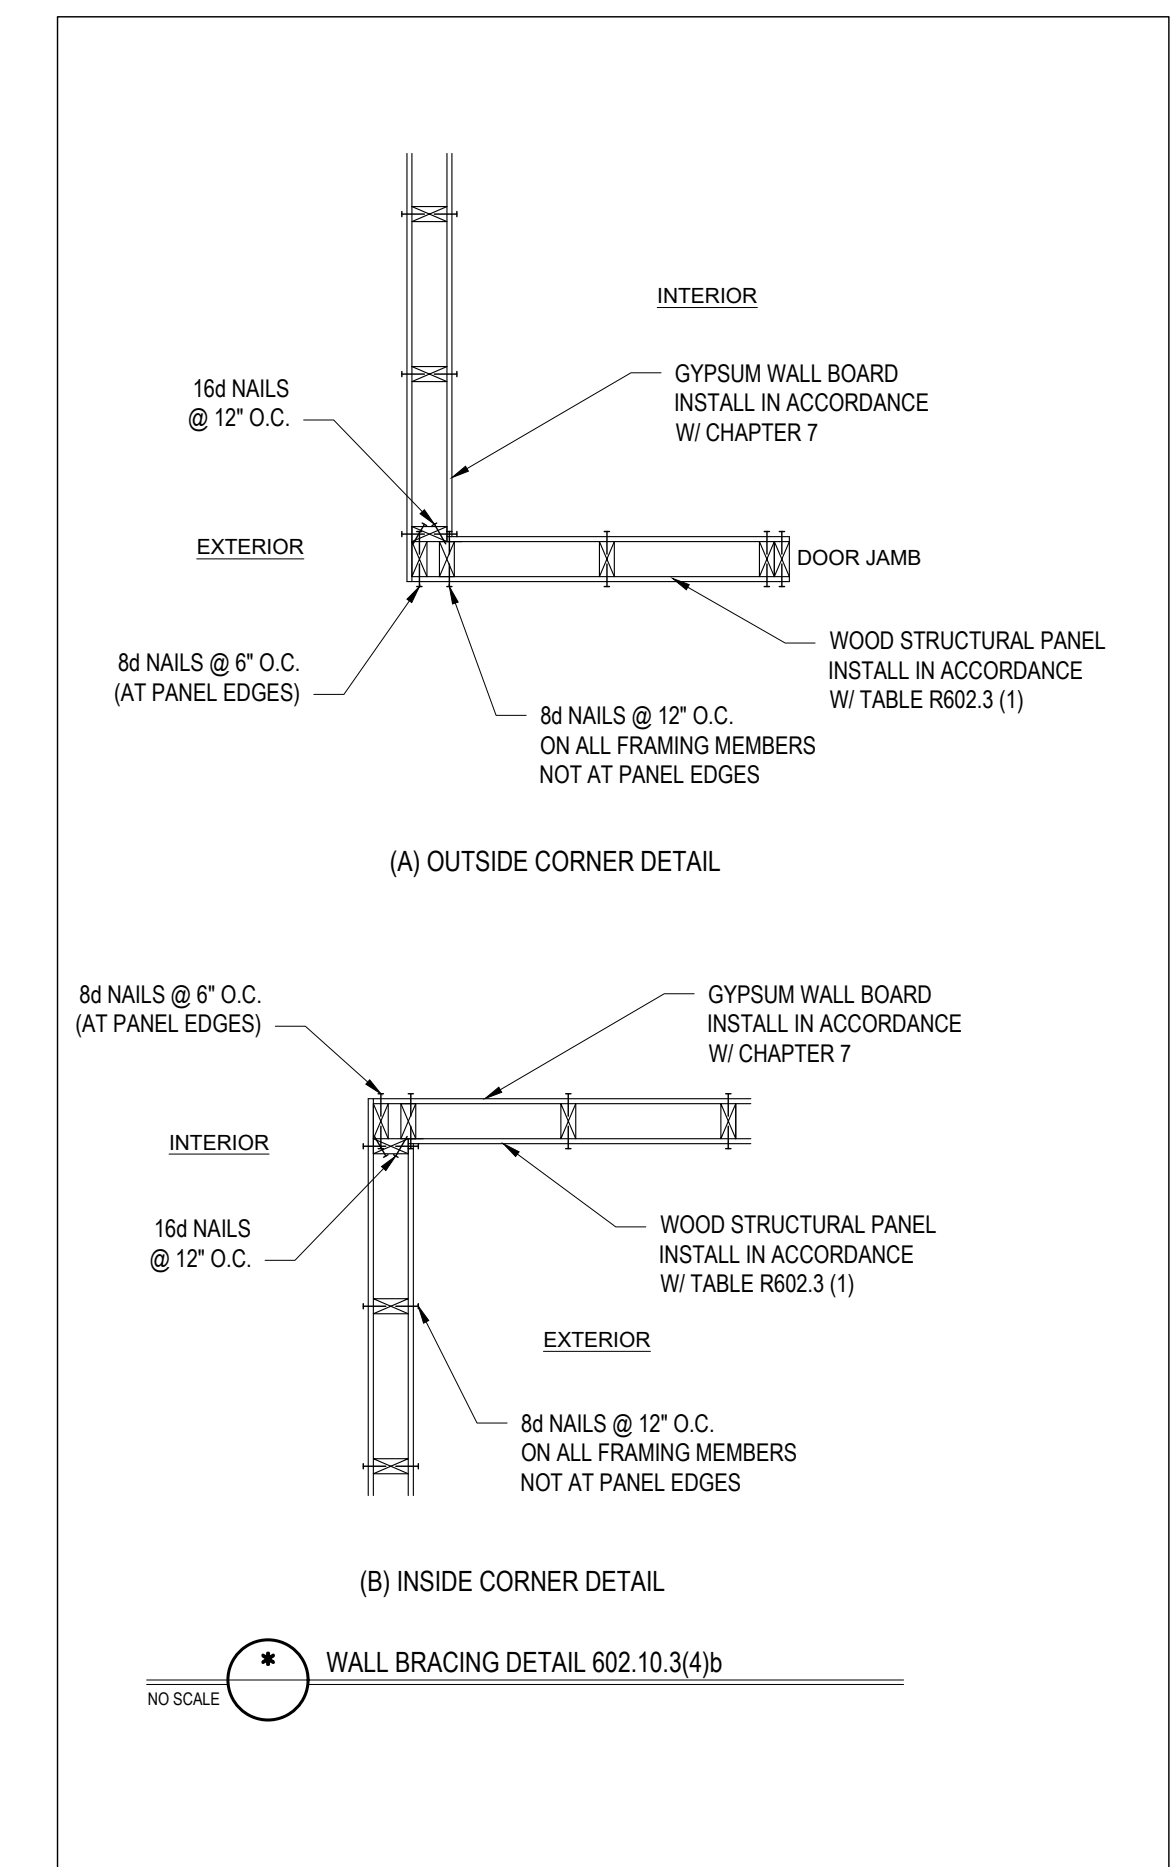 INTERIOR
16d NAILS
@ 12" O.C.
GYPSUM WALL BOARD
INSTALL IN ACCORDANCE
W/ CHAPTER 7
EXTERIOR
DOOR JAMB
8d NAILS @ 6" O.C.
(AT PANEL EDGES)
WOOD STRUCTURAL PANEL
INSTALL IN ACCORDANCE
W/ TABLE R602.3 (1)
8d NAILS @ 12" O.C.
ON ALL FRAMING MEMBERS
NOT AT PANEL EDGES
(A) OUTSIDE CORNER DETAIL
8d NAILS @ 6" O.C.
(AT PANEL EDGES)
GYPSUM WALL BOARD
INSTALL IN ACCORDANCE
W/ CHAPTER 7
INTERIOR
16d NAILS
@ 12" O.C.
WOOD STRUCTURAL PANEL
INSTALL IN ACCORDANCE
W/ TABLE R602.3 (1)
EXTERIOR
8d NAILS @ 12" O.C.
ON ALL FRAMING MEMBERS
NOT AT PANEL EDGES
(B) INSIDE CORNER DETAIL
* WALL BRACING DETAIL 602.10.3(4)b
NO SCALE